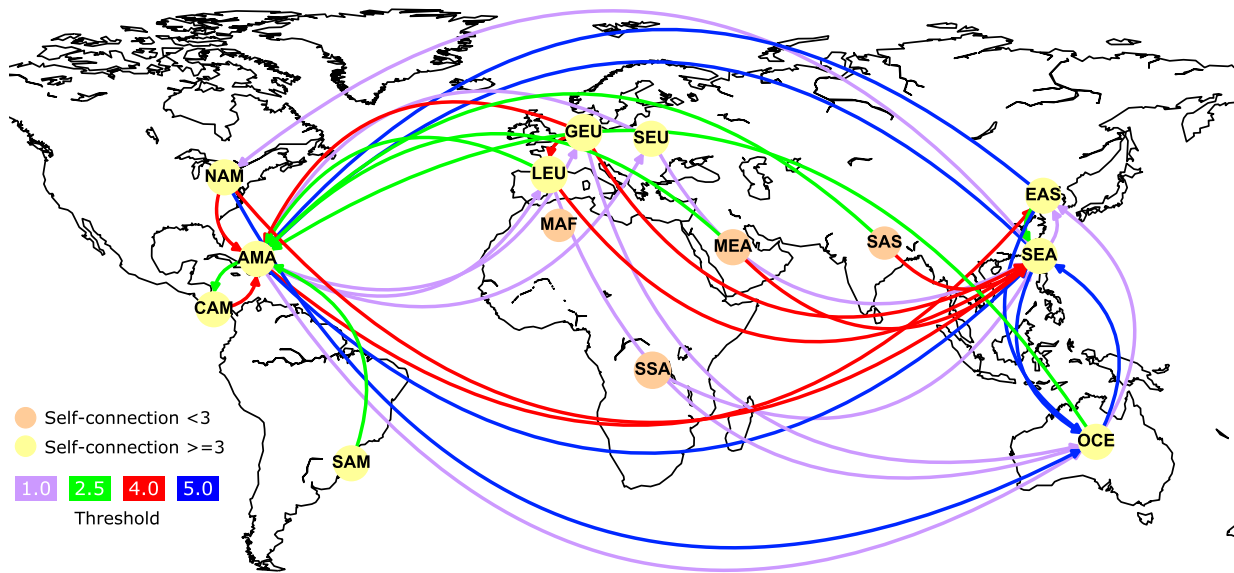 GEU
SEU
NAM
LEU
EAS
MAF
MEA
SAS
AMA
SEA
CAM
SSA
Self-connection <3
Self-connection >=3
OCE
SAM
1.0 2.5 4.0 5.0
Threshold